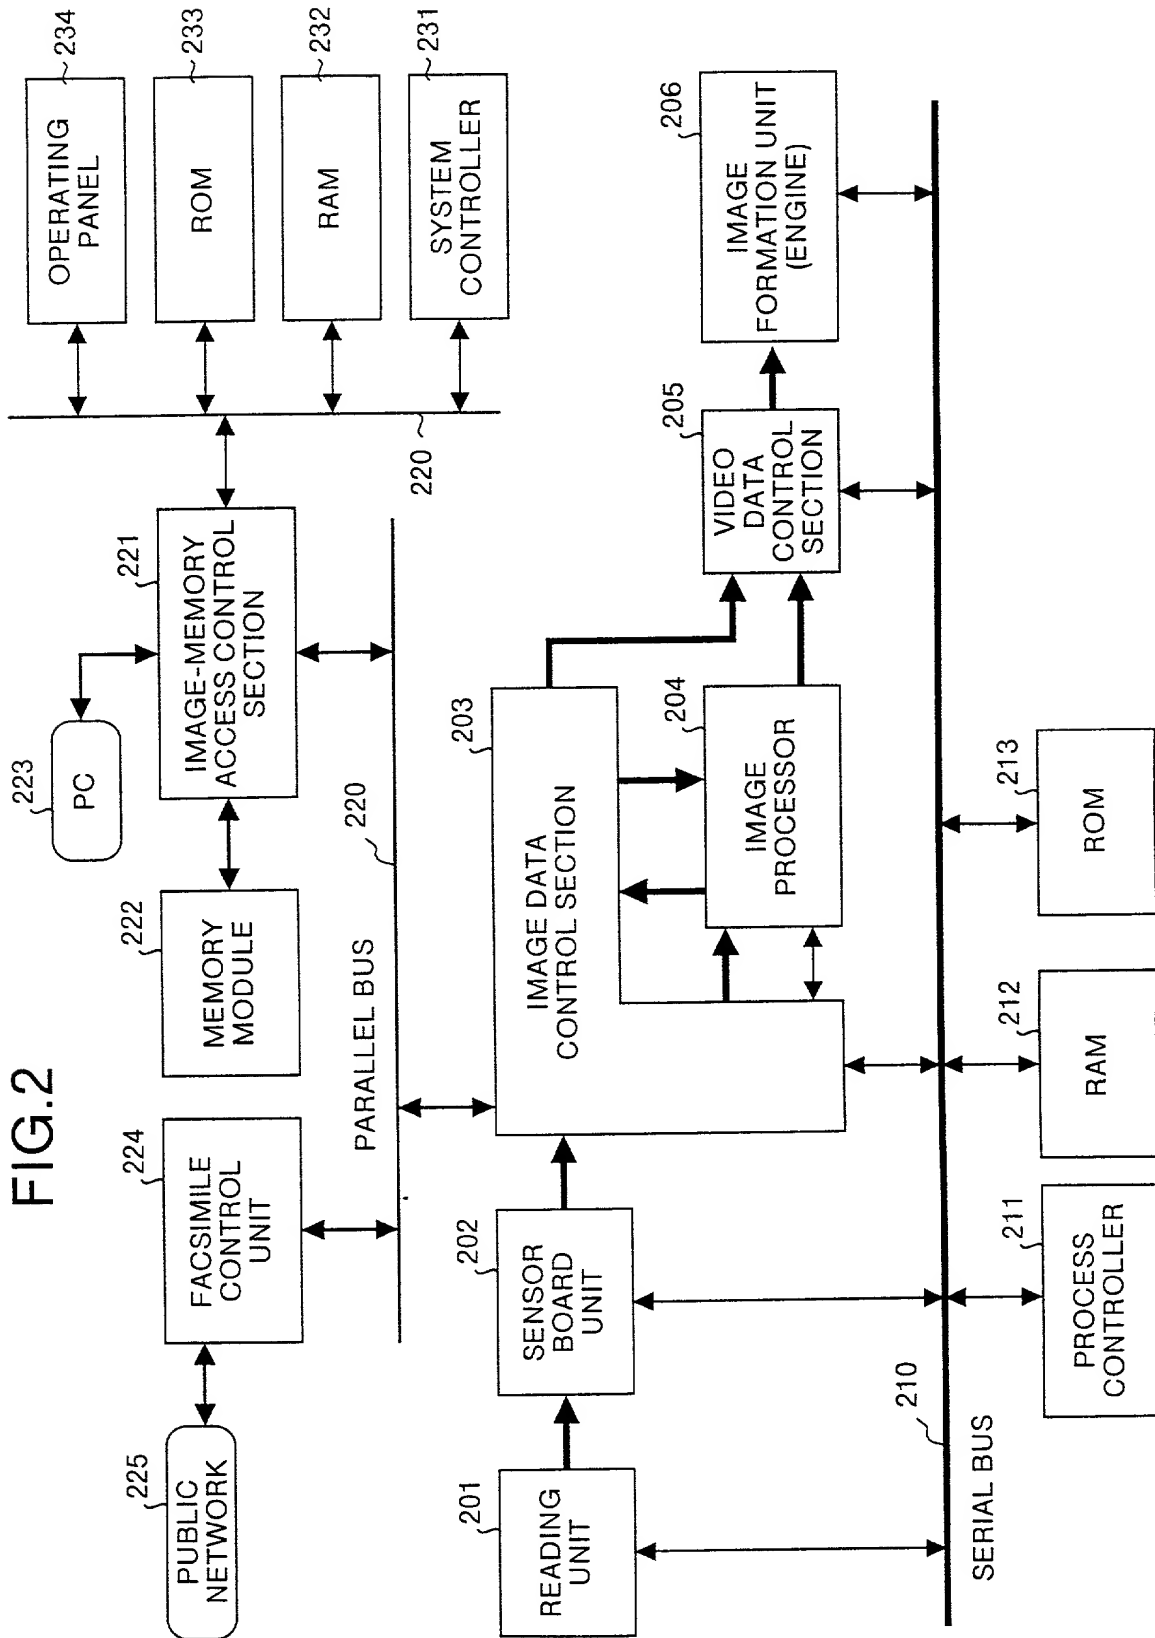 FIG.2
225
PUBLIC
NETWORK
224
FACSIMILE
CONTROL
UNIT
222
MEMORY
MODULE
223
PC
221
IMAGE-MEMORY
ACCESS CONTROL
SECTION
234
OPERATING
PANEL
233
ROM
232
RAM
231
SYSTEM
CONTROLLER
220
PARALLEL BUS
220
201
READING
UNIT
202
SENSOR
BOARD
UNIT
203
IMAGE DATA
CONTROL SECTION
204
IMAGE
PROCESSOR
205
VIDEO
DATA
CONTROL
SECTION
206
IMAGE
FORMATION UNIT
(ENGINE)
210
SERIAL BUS
211
PROCESS
CONTROLLER
212
RAM
213
ROM